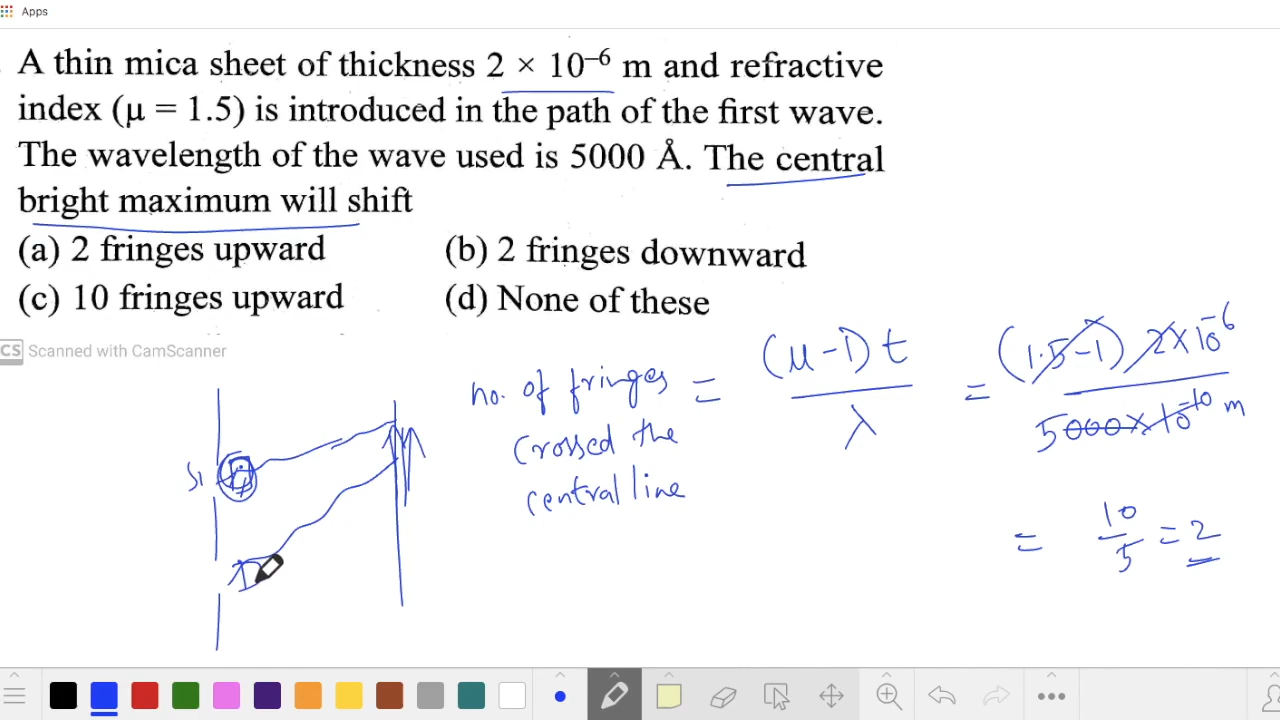 Apps
A thin mica sheet of thickness 2 × 10⁻⁶ m and refractive
index (μ = 1.5) is introduced in the path of the first wave.
The wavelength of the wave used is 5000 Å. The central
bright maximum will shift
(a) 2 fringes upward (b) 2 fringes downward
(c) 10 fringes upward (d) None of these
CS Scanned with CamScanner
no. of fringes crossed the central line = (μ-1)t / λ = (1.5-1) 2×10⁻⁶ / 5000×10⁻¹⁰ m
S₁
= 10/5 = 2